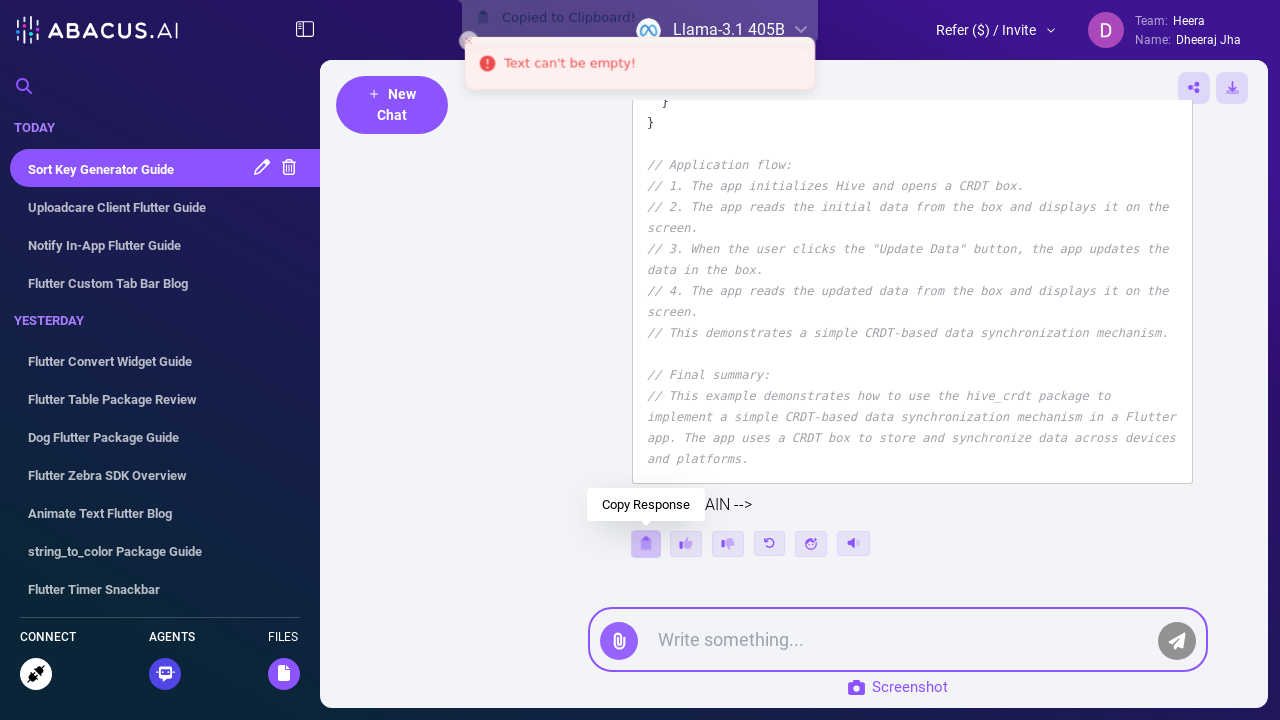 ABACUS.AI
TODAY
Sort Key Generator Guide
Uploadcare Client Flutter Guide
Notify In-App Flutter Guide
Flutter Custom Tab Bar Blog
YESTERDAY
Flutter Convert Widget Guide
Flutter Table Package Review
Dog Flutter Package Guide
Flutter Zebra SDK Overview
Animate Text Flutter Blog
string_to_color Package Guide
Flutter Timer Snackbar
CONNECT AGENTS FILES
Copied to Clipboard!
Llama-3.1 405B
Text can't be empty!
Refer ($) / Invite
D
Team: Heera
Name: Dheeraj Jha
+ New
Chat
}
}
// Application flow:
// 1. The app initializes Hive and opens a CRDT box.
// 2. The app reads the initial data from the box and displays it on the
screen.
// 3. When the user clicks the "Update Data" button, the app updates the
data in the box.
// 4. The app reads the updated data from the box and displays it on the
screen.
// This demonstrates a simple CRDT-based data synchronization mechanism.
// Final summary:
// This example demonstrates how to use the hive_crdt package to
implement a simple CRDT-based data synchronization mechanism in a Flutter
app. The app uses a CRDT box to store and synchronize data across devices
and platforms.
Copy Response
AIN -->
Write something...
Screenshot